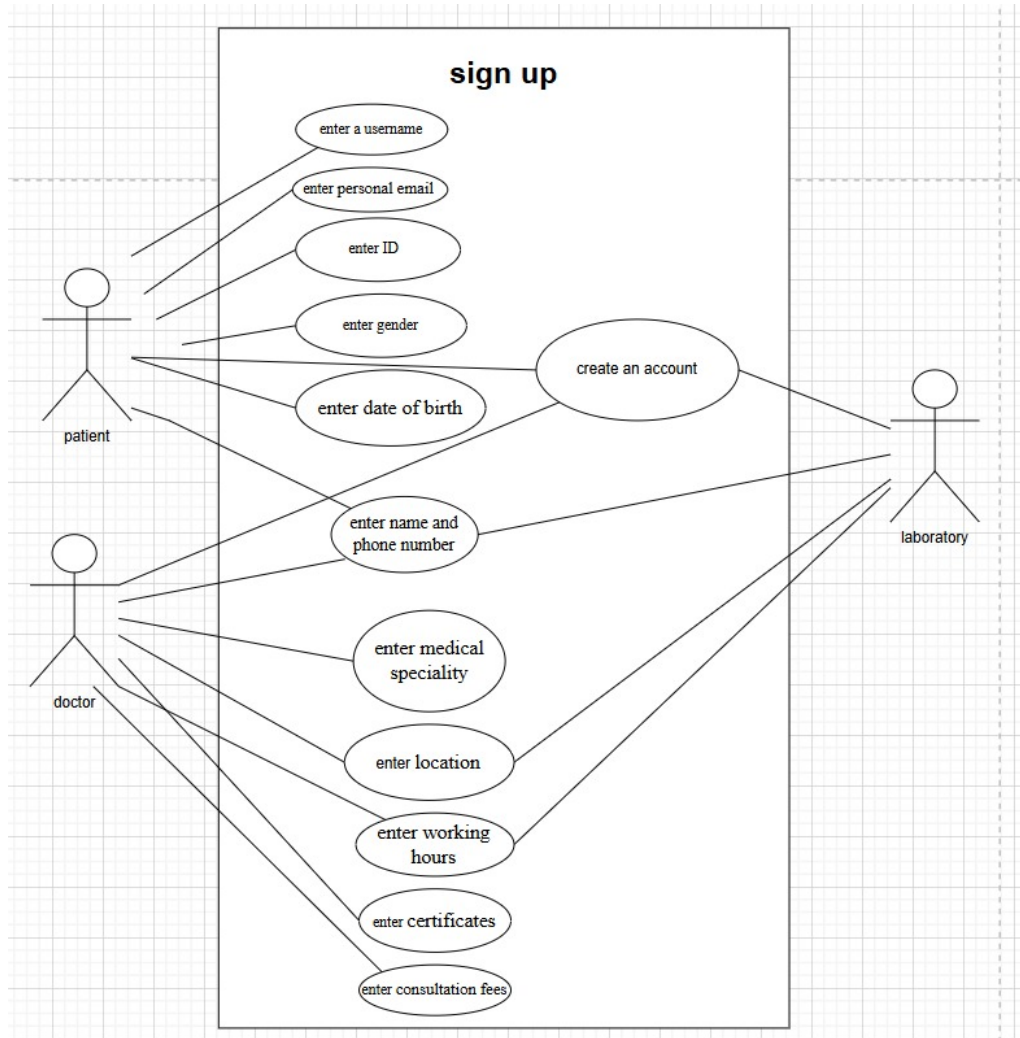 sign up
enter a username
enter personal email
enter ID
enter gender
create an account
enter date of birth
patient
enter name and
phone number
laboratory
enter medical
speciality
doctor
enter location
enter working
hours
enter certificates
enter consultation fees